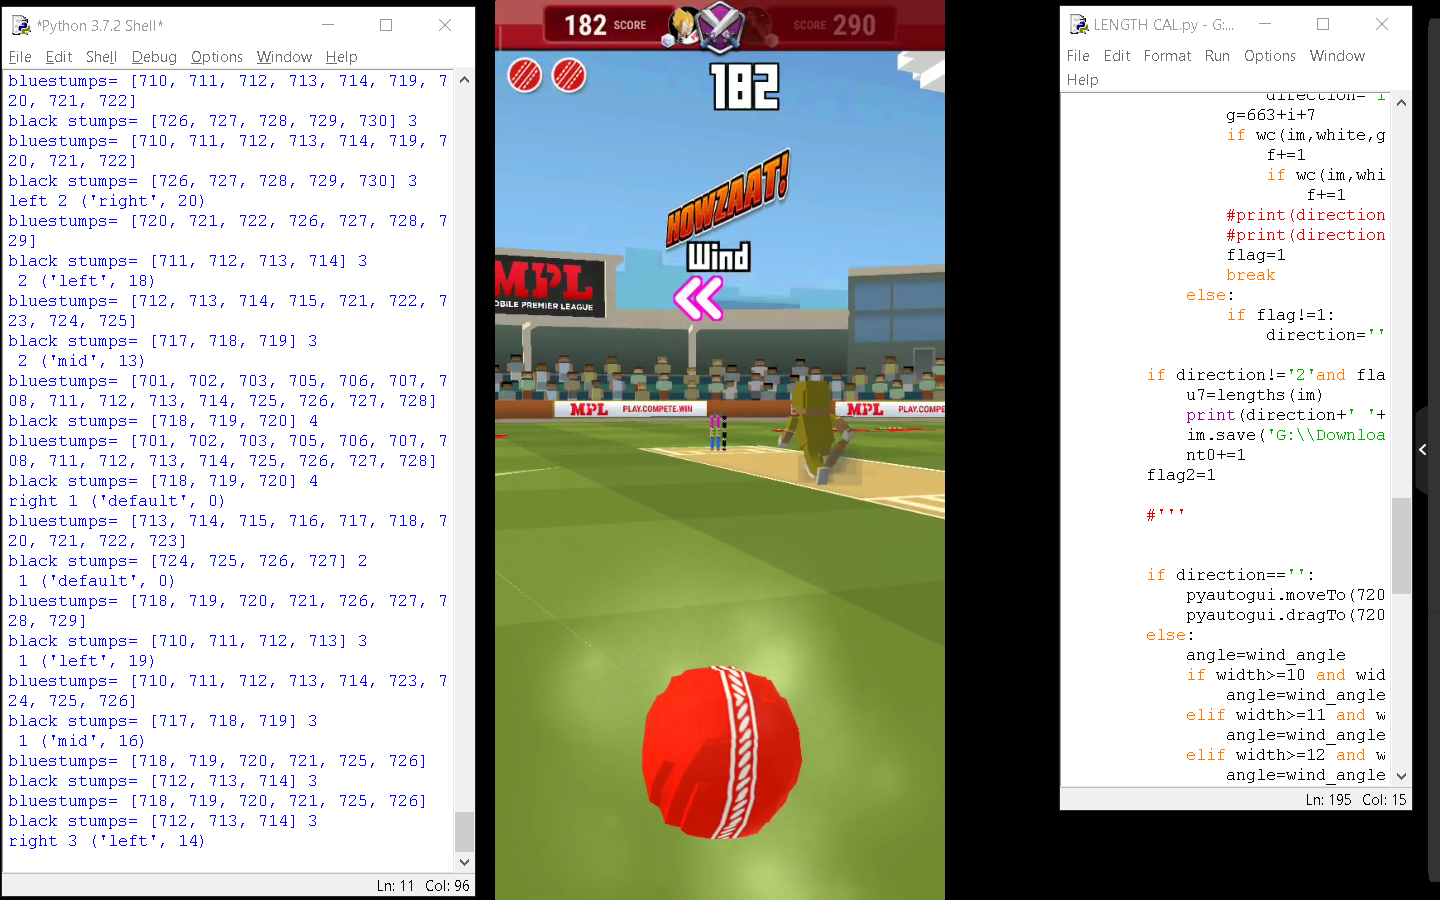 *Python 3.7.2 Shell*
File Edit Shell Debug Options Window Help
bluestumps= [710, 711, 712, 713, 714, 719, 7
20, 721, 722]
black stumps= [726, 727, 728, 729, 730] 3
bluestumps= [710, 711, 712, 713, 714, 719, 7
20, 721, 722]
black stumps= [726, 727, 728, 729, 730] 3
left 2 ('right', 20)
bluestumps= [720, 721, 722, 726, 727, 728, 7
29]
black stumps= [711, 712, 713, 714] 3
 2 ('left', 18)
bluestumps= [712, 713, 714, 715, 721, 722, 7
23, 724, 725]
black stumps= [717, 718, 719] 3
 2 ('mid', 13)
bluestumps= [701, 702, 703, 705, 706, 707, 7
08, 711, 712, 713, 714, 725, 726, 727, 728]
black stumps= [718, 719, 720] 4
bluestumps= [701, 702, 703, 705, 706, 707, 7
08, 711, 712, 713, 714, 725, 726, 727, 728]
black stumps= [718, 719, 720] 4
right 1 ('default', 0)
bluestumps= [713, 714, 715, 716, 717, 718, 7
20, 721, 722, 723]
black stumps= [724, 725, 726, 727] 2
 1 ('default', 0)
bluestumps= [718, 719, 720, 721, 726, 727, 7
28, 729]
black stumps= [710, 711, 712, 713] 3
 1 ('left', 19)
bluestumps= [710, 711, 712, 713, 714, 723, 7
24, 725, 726]
black stumps= [717, 718, 719] 3
 1 ('mid', 16)
bluestumps= [718, 719, 720, 721, 725, 726]
black stumps= [712, 713, 714] 3
bluestumps= [718, 719, 720, 721, 725, 726]
black stumps= [712, 713, 714] 3
right 3 ('left', 14)
Ln: 11 Col: 96
182 SCORE
SCORE 290
182
HOWZAAT!
Wind
MPL
OBILE PREMIER LEAGUE
MPL PLAY.COMPETE.WIN
MPL PLAY.COMPE
LENGTH CAL.py - G:...
File Edit Format Run Options Window
Help
direction='i
g=663+i+7
if wc(im,white,g
f+=1
if wc(im,whi
f+=1
#print(direction
#print(direction
flag=1
break
else:
if flag!=1:
direction=''
if direction!='2'and fla
u7=lengths(im)
print(direction+' '+
im.save('G:\\Downloa
nt0+=1
flag2=1
#'''
if direction=='':
pyautogui.moveTo(720
pyautogui.dragTo(720
else:
angle=wind_angle
if width>=10 and wid
angle=wind_angle
elif width>=11 and w
angle=wind_angle
elif width>=12 and w
angle=wind_angle
Ln: 195 Col: 15